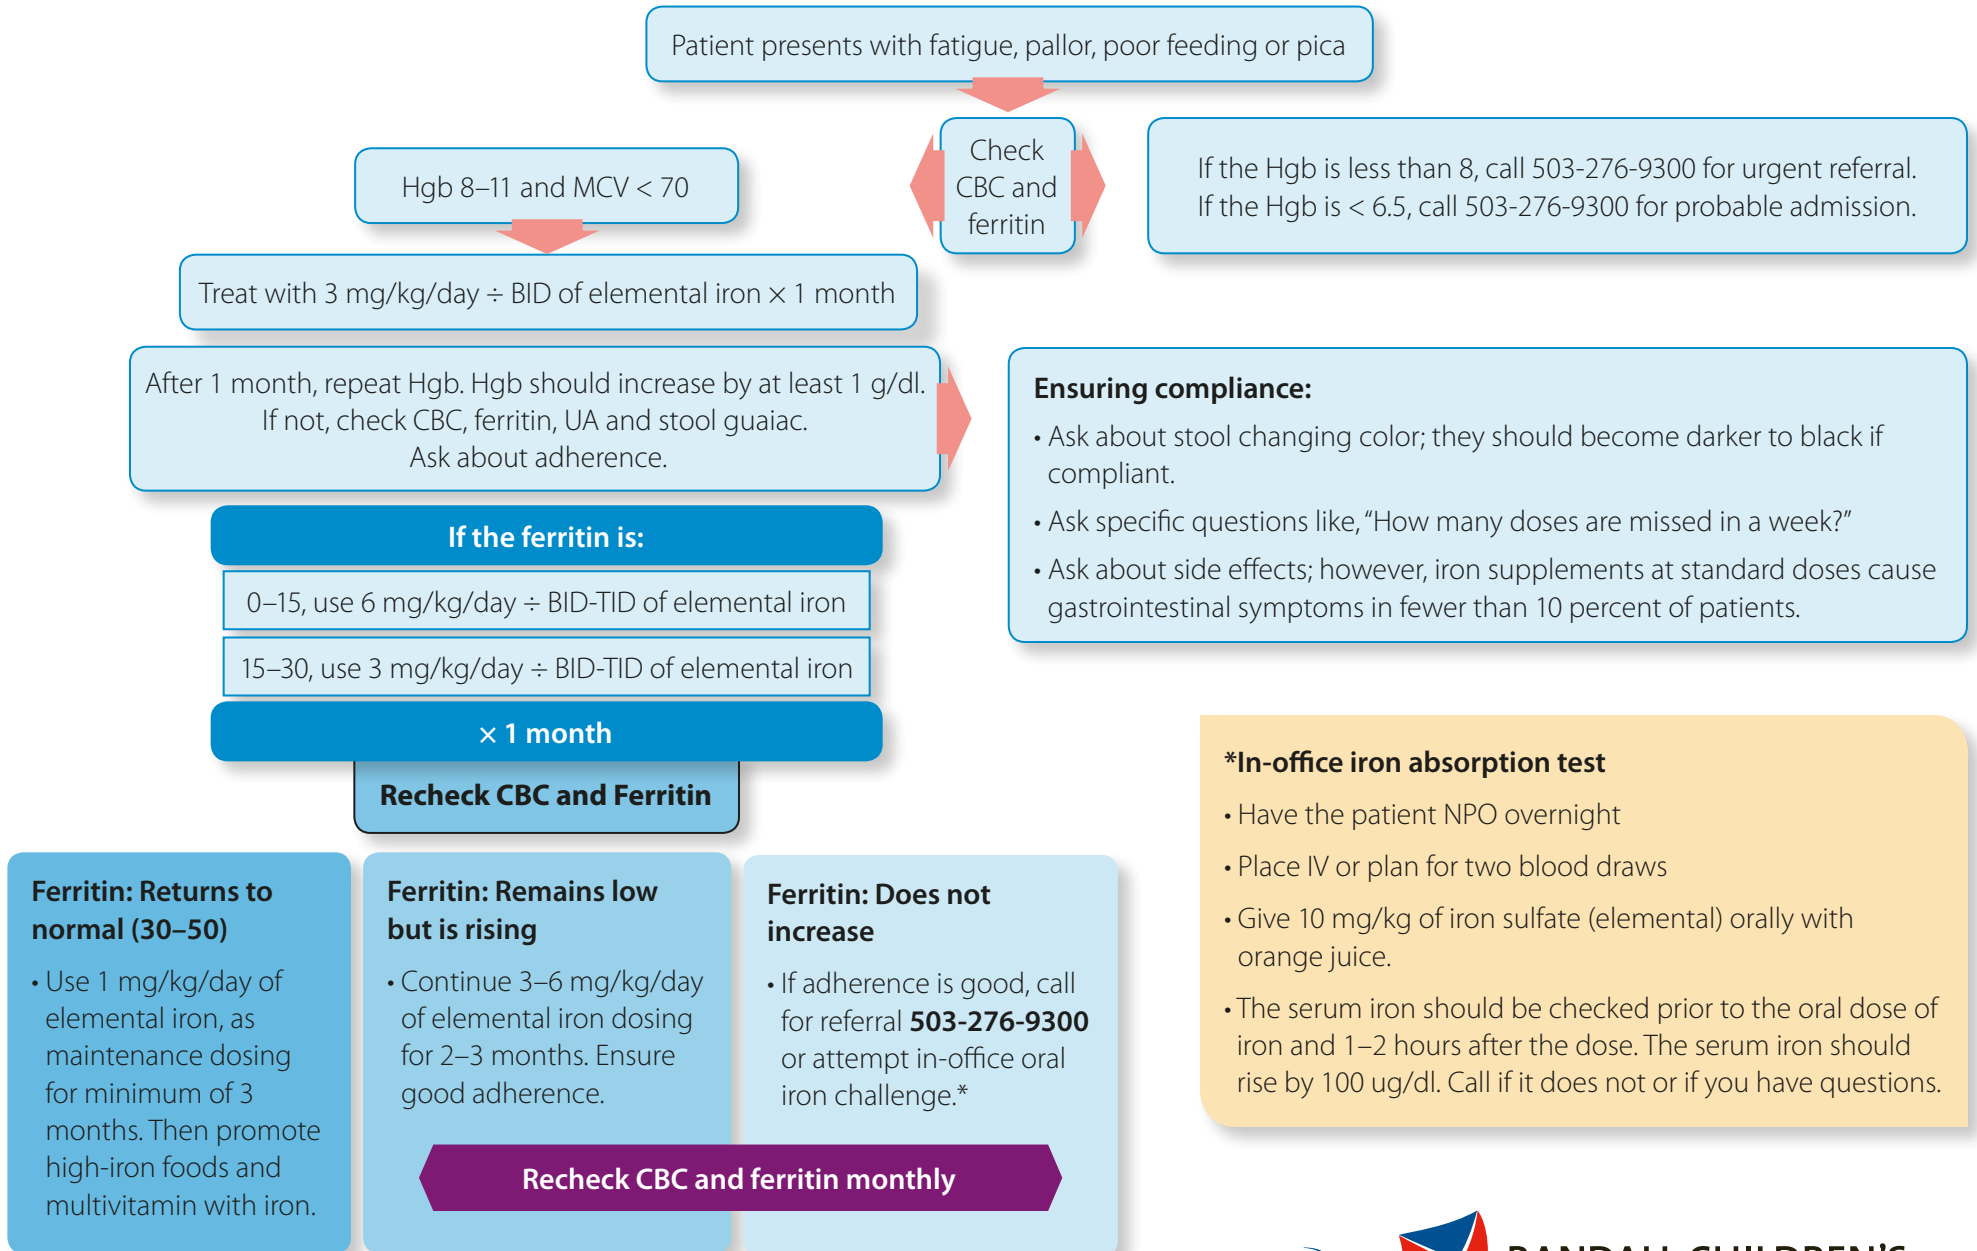 Patient presents with fatigue, pallor, poor feeding or pica
Check
CBC and
ferritin
Hgb 8–11 and MCV < 70
If the Hgb is less than 8, call 503-276-9300 for urgent referral.
If the Hgb is < 6.5, call 503-276-9300 for probable admission.
Treat with 3 mg/kg/day ÷ BID of elemental iron × 1 month
After 1 month, repeat Hgb. Hgb should increase by at least 1 g/dl.
If not, check CBC, ferritin, UA and stool guaiac.
Ask about adherence.
Ensuring compliance:
• Ask about stool changing color; they should become darker to black if
compliant.
• Ask specific questions like, “How many doses are missed in a week?”
• Ask about side effects; however, iron supplements at standard doses cause
gastrointestinal symptoms in fewer than 10 percent of patients.
If the ferritin is:
0–15, use 6 mg/kg/day ÷ BID-TID of elemental iron
15–30, use 3 mg/kg/day ÷ BID-TID of elemental iron
× 1 month
Recheck CBC and Ferritin
Ferritin: Returns to
normal (30–50)
• Use 1 mg/kg/day of
elemental iron, as
maintenance dosing
for minimum of 3
months. Then promote
high-iron foods and
multivitamin with iron.
Ferritin: Remains low
but is rising
• Continue 3–6 mg/kg/day
of elemental iron dosing
for 2–3 months. Ensure
good adherence.
Ferritin: Does not
increase
• If adherence is good, call
for referral 503-276-9300
or attempt in-office oral
iron challenge.*
Recheck CBC and ferritin monthly
*In-office iron absorption test
• Have the patient NPO overnight
• Place IV or plan for two blood draws
• Give 10 mg/kg of iron sulfate (elemental) orally with
orange juice.
• The serum iron should be checked prior to the oral dose of
iron and 1–2 hours after the dose. The serum iron should
rise by 100 ug/dl. Call if it does not or if you have questions.
RANDALL CHILDREN'S